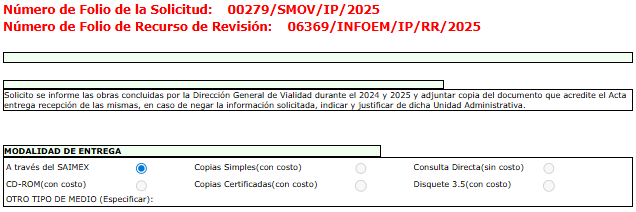 Número de Folio de la Solicitud: 00279/SMOV/IP/2025
Número de Folio de Recurso de Revisión: 06369/INFOEM/IP/RR/2025
Solicito se informe las obras concluidas por la Dirección General de Vialidad durante el 2024 y 2025 y adjuntar copia del documento que acredite el Acta
entrega recepción de las mismas, en caso de negar la información solicitada, indicar y justificar de dicha Unidad Administrativa.
MODALIDAD DE ENTREGA
A través del SAIMEX Copias Simples(con costo) Consulta Directa(sin costo)
CD-ROM(con costo) Copias Certificadas(con costo) Disquete 3.5(con costo)
OTRO TIPO DE MEDIO (Especificar):